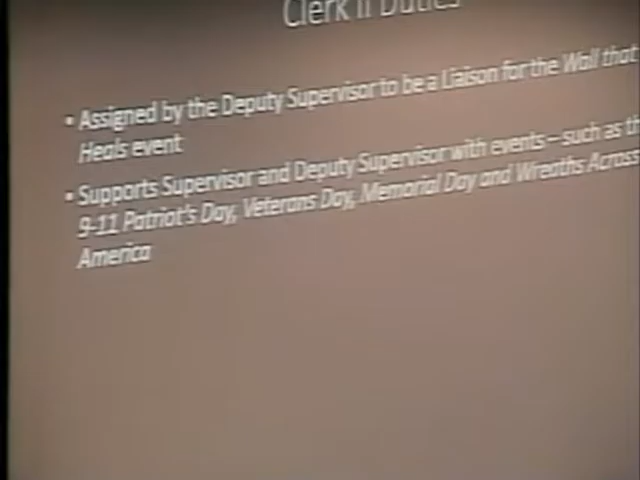 Clerk II Duties
• Assigned by the Deputy Supervisor to be a Liaison for the Wall that
Heals event
• Supports Supervisor and Deputy Supervisor with events – such as th
9-11 Patriot's Day, Veterans Day, Memorial Day and Wreaths Across
America